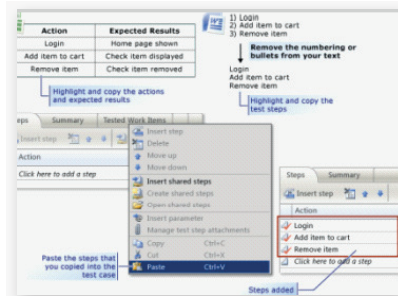 Action Expected Results
Login Home page shown
Add item to cart Check item displayed
Remove item Check item removed
Highlight and copy the actions
and expected results
1) Login
2) Add item to cart
3) Remove item
Remove the numbering or
bullets from your text
Login
Add item to cart
Remove item
Highlight and copy the
test steps
eps Summary Tested Work Items
Insert step
Action
Click here to add a step
Insert step
Delete
Move up
Move down
Insert shared steps
Create shared steps
Open shared steps
Insert parameter
Manage test step attachments
Copy Ctrl+C
Cut Ctrl+X
Paste Ctrl+V
Paste the steps that
you copied into the
test case
Steps Summary
Insert step
Action
Login
Add item to cart
Remove item
Click here to add a step
Steps added